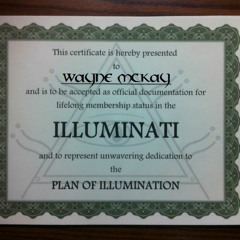 This certificate is hereby presented
to
WAYNE MCKAY
and is to be accepted as official documentation for
lifelong membership status in the
ILLUMINATI
and to represent unwavering dedication to
the
PLAN OF ILLUMINATION